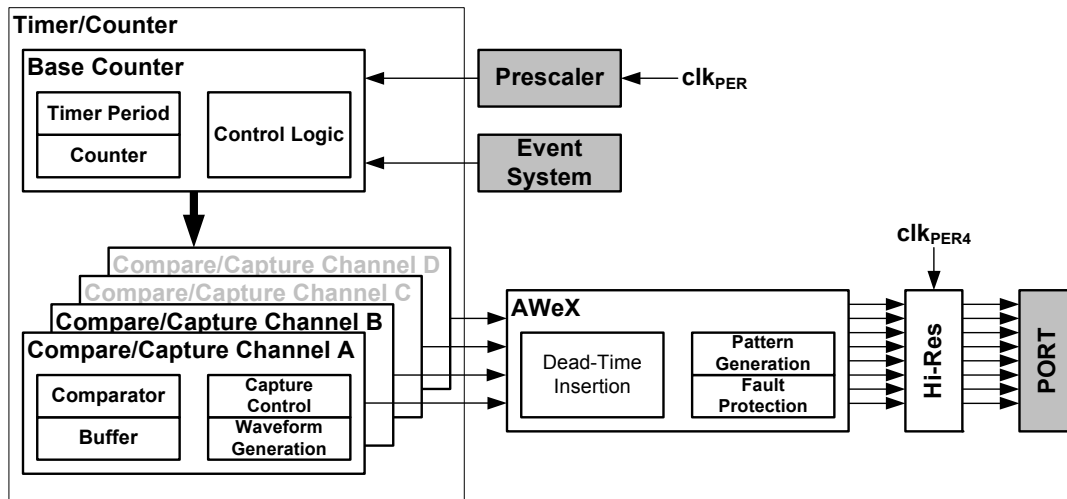 Timer/Counter
Base Counter
Timer Period
Counter
Control Logic
Prescaler
clkPER
Event
System
Compare/Capture Channel D
Compare/Capture Channel C
Compare/Capture Channel B
Compare/Capture Channel A
Comparator
Buffer
Capture
Control
Waveform
Generation
AWeX
Dead-Time
Insertion
Pattern
Generation
Fault
Protection
clkPER4
Hi-Res
PORT